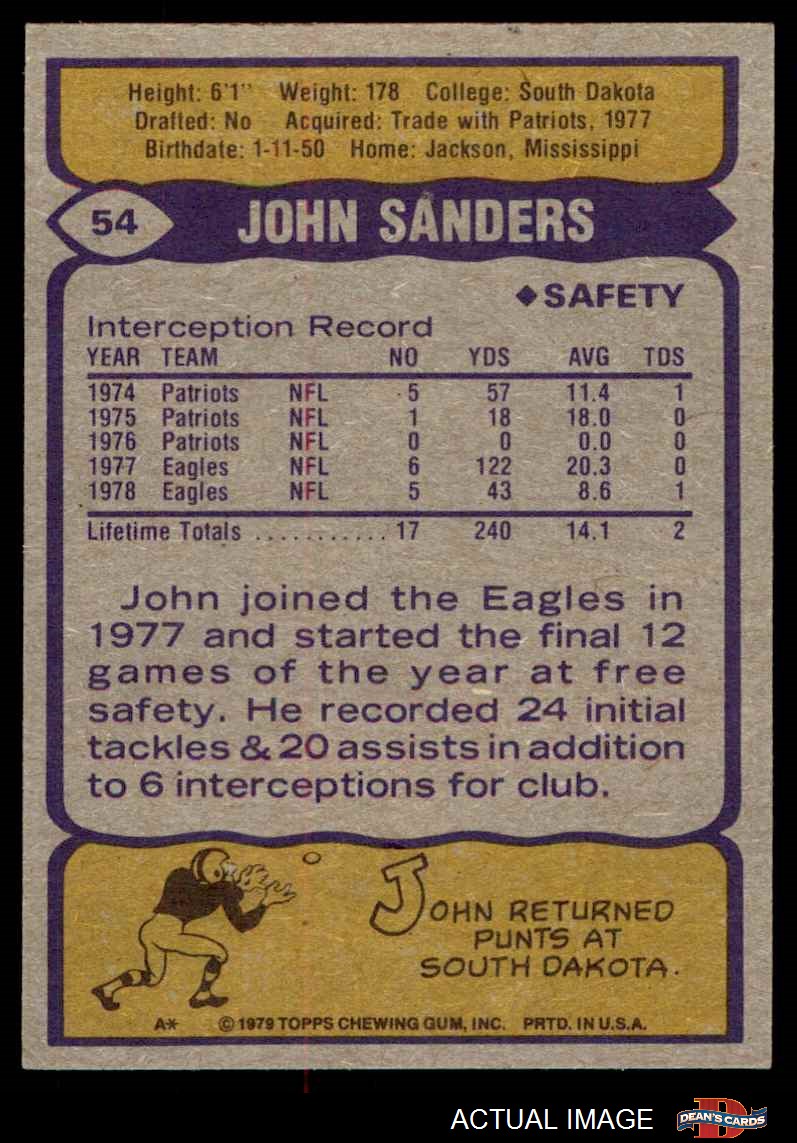 Height: 6'1" Weight: 178 College: South Dakota
Drafted: No Acquired: Trade with Patriots, 1977
Birthdate: 1-11-50 Home: Jackson, Mississippi
54 JOHN SANDERS
◆SAFETY
Interception Record
YEAR TEAM NO YDS AVG TDS
1974 Patriots NFL 5 57 11.4 1
1975 Patriots NFL 1 18 18.0 0
1976 Patriots NFL 0 0 0.0 0
1977 Eagles NFL 6 122 20.3 0
1978 Eagles NFL 5 43 8.6 1
Lifetime Totals ........... 17 240 14.1 2
John joined the Eagles in
1977 and started the final 12
games of the year at free
safety. He recorded 24 initial
tackles & 20 assists in addition
to 6 interceptions for club.
JOHN RETURNED
PUNTS AT
SOUTH DAKOTA.
A* © 1979 TOPPS CHEWING GUM, INC. PRTD. IN U.S.A.
ACTUAL IMAGE
D
DEAN'S CARDS